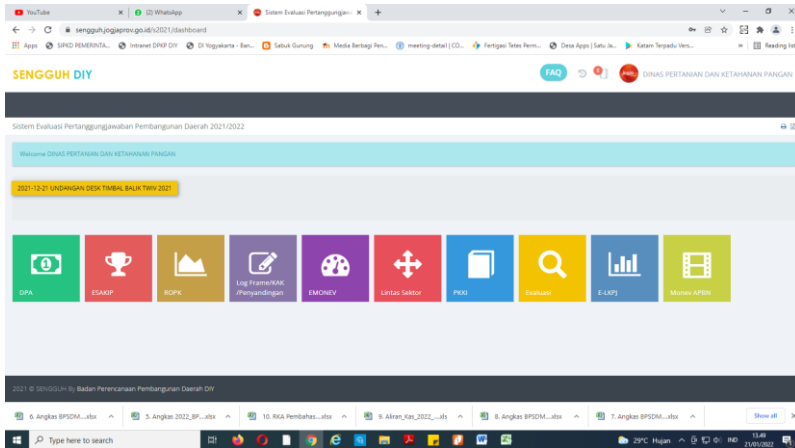 YouTube
(2) WhatsApp
Sistem Evaluasi Pertanggungjawa
sengguh.jogjaprov.go.id/s2021/dashboard
Apps
SIPKD PEMERINTA...
Intranet DPKP DIY
DI Yogyakarta - Ban...
Sabuk Gunung
Media Berbagi Pen...
meeting-detail | CO...
Fertigasi Tetes Perm...
Desa Apps | Satu Ja...
Katam Terpadu Vers...
Reading list
SENGGUH DIY
FAQ
DINAS PERTANIAN DAN KETAHANAN PANGAN
Sistem Evaluasi Pertanggungjawaban Pembangunan Daerah 2021/2022
Welcome DINAS PERTANIAN DAN KETAHANAN PANGAN
2021-12-21 UNDANGAN DESK TIMBAL BALIK TWIV 2021
DPA
ESAKIP
ROPK
Log Frame/KAK
/Penyandingan
EMONEV
Lintas Sektor
PKKI
Evaluasi
E-LKPJ
Monev APBN
2021 © SENGGUH By Badan Perencanaan Pembangunan Daerah DIY
6. Angkas BPSDM....xlsx
5. Angkas 2022_BP....xlsx
10. RKA Pembahas....xlsx
9. Aliran_Kas_2022_....xls
8. Angkas BPSDM....xlsx
7. Angkas BPSDM....xlsx
Show all
Type here to search
29°C Hujan
IND
13.49
21/01/2022